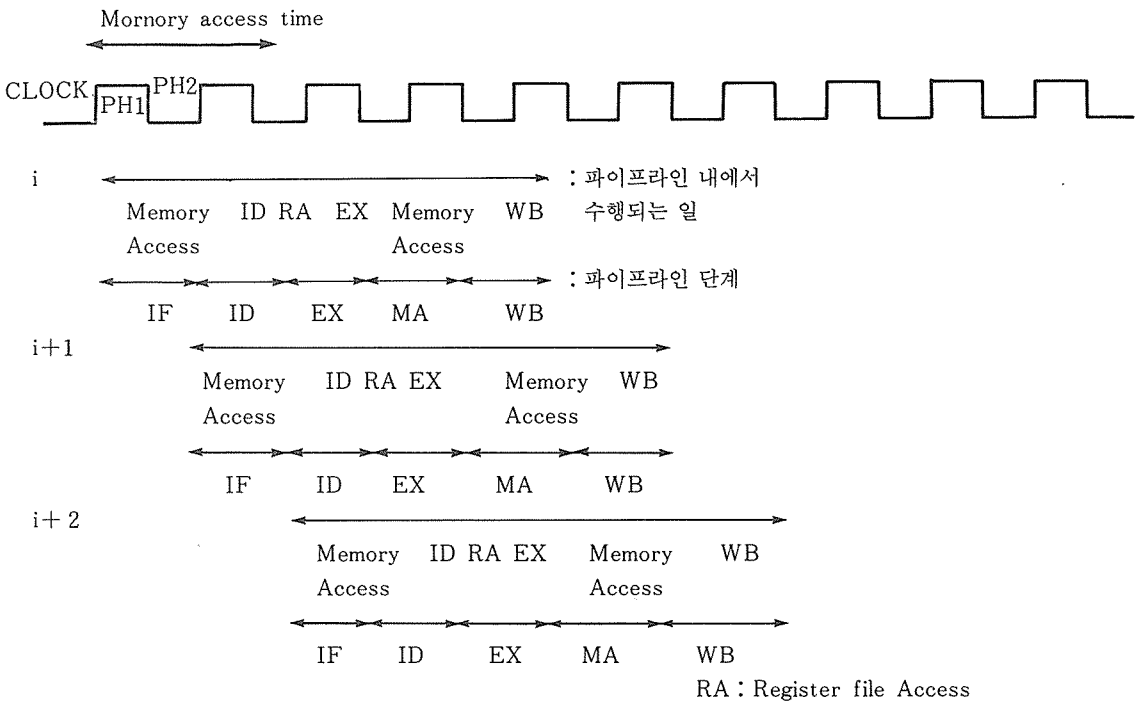 Mornory access time
CLOCK PH1 PH2
i : 파이프라인 내에서
Memory ID RA EX Memory WB 수행되는 일
Access Access
: 파이프라인 단계
IF ID EX MA WB
i+1
Memory ID RA EX Memory WB
Access Access
IF ID EX MA WB
i+2
Memory ID RA EX Memory WB
Access Access
IF ID EX MA WB
RA : Register file Access